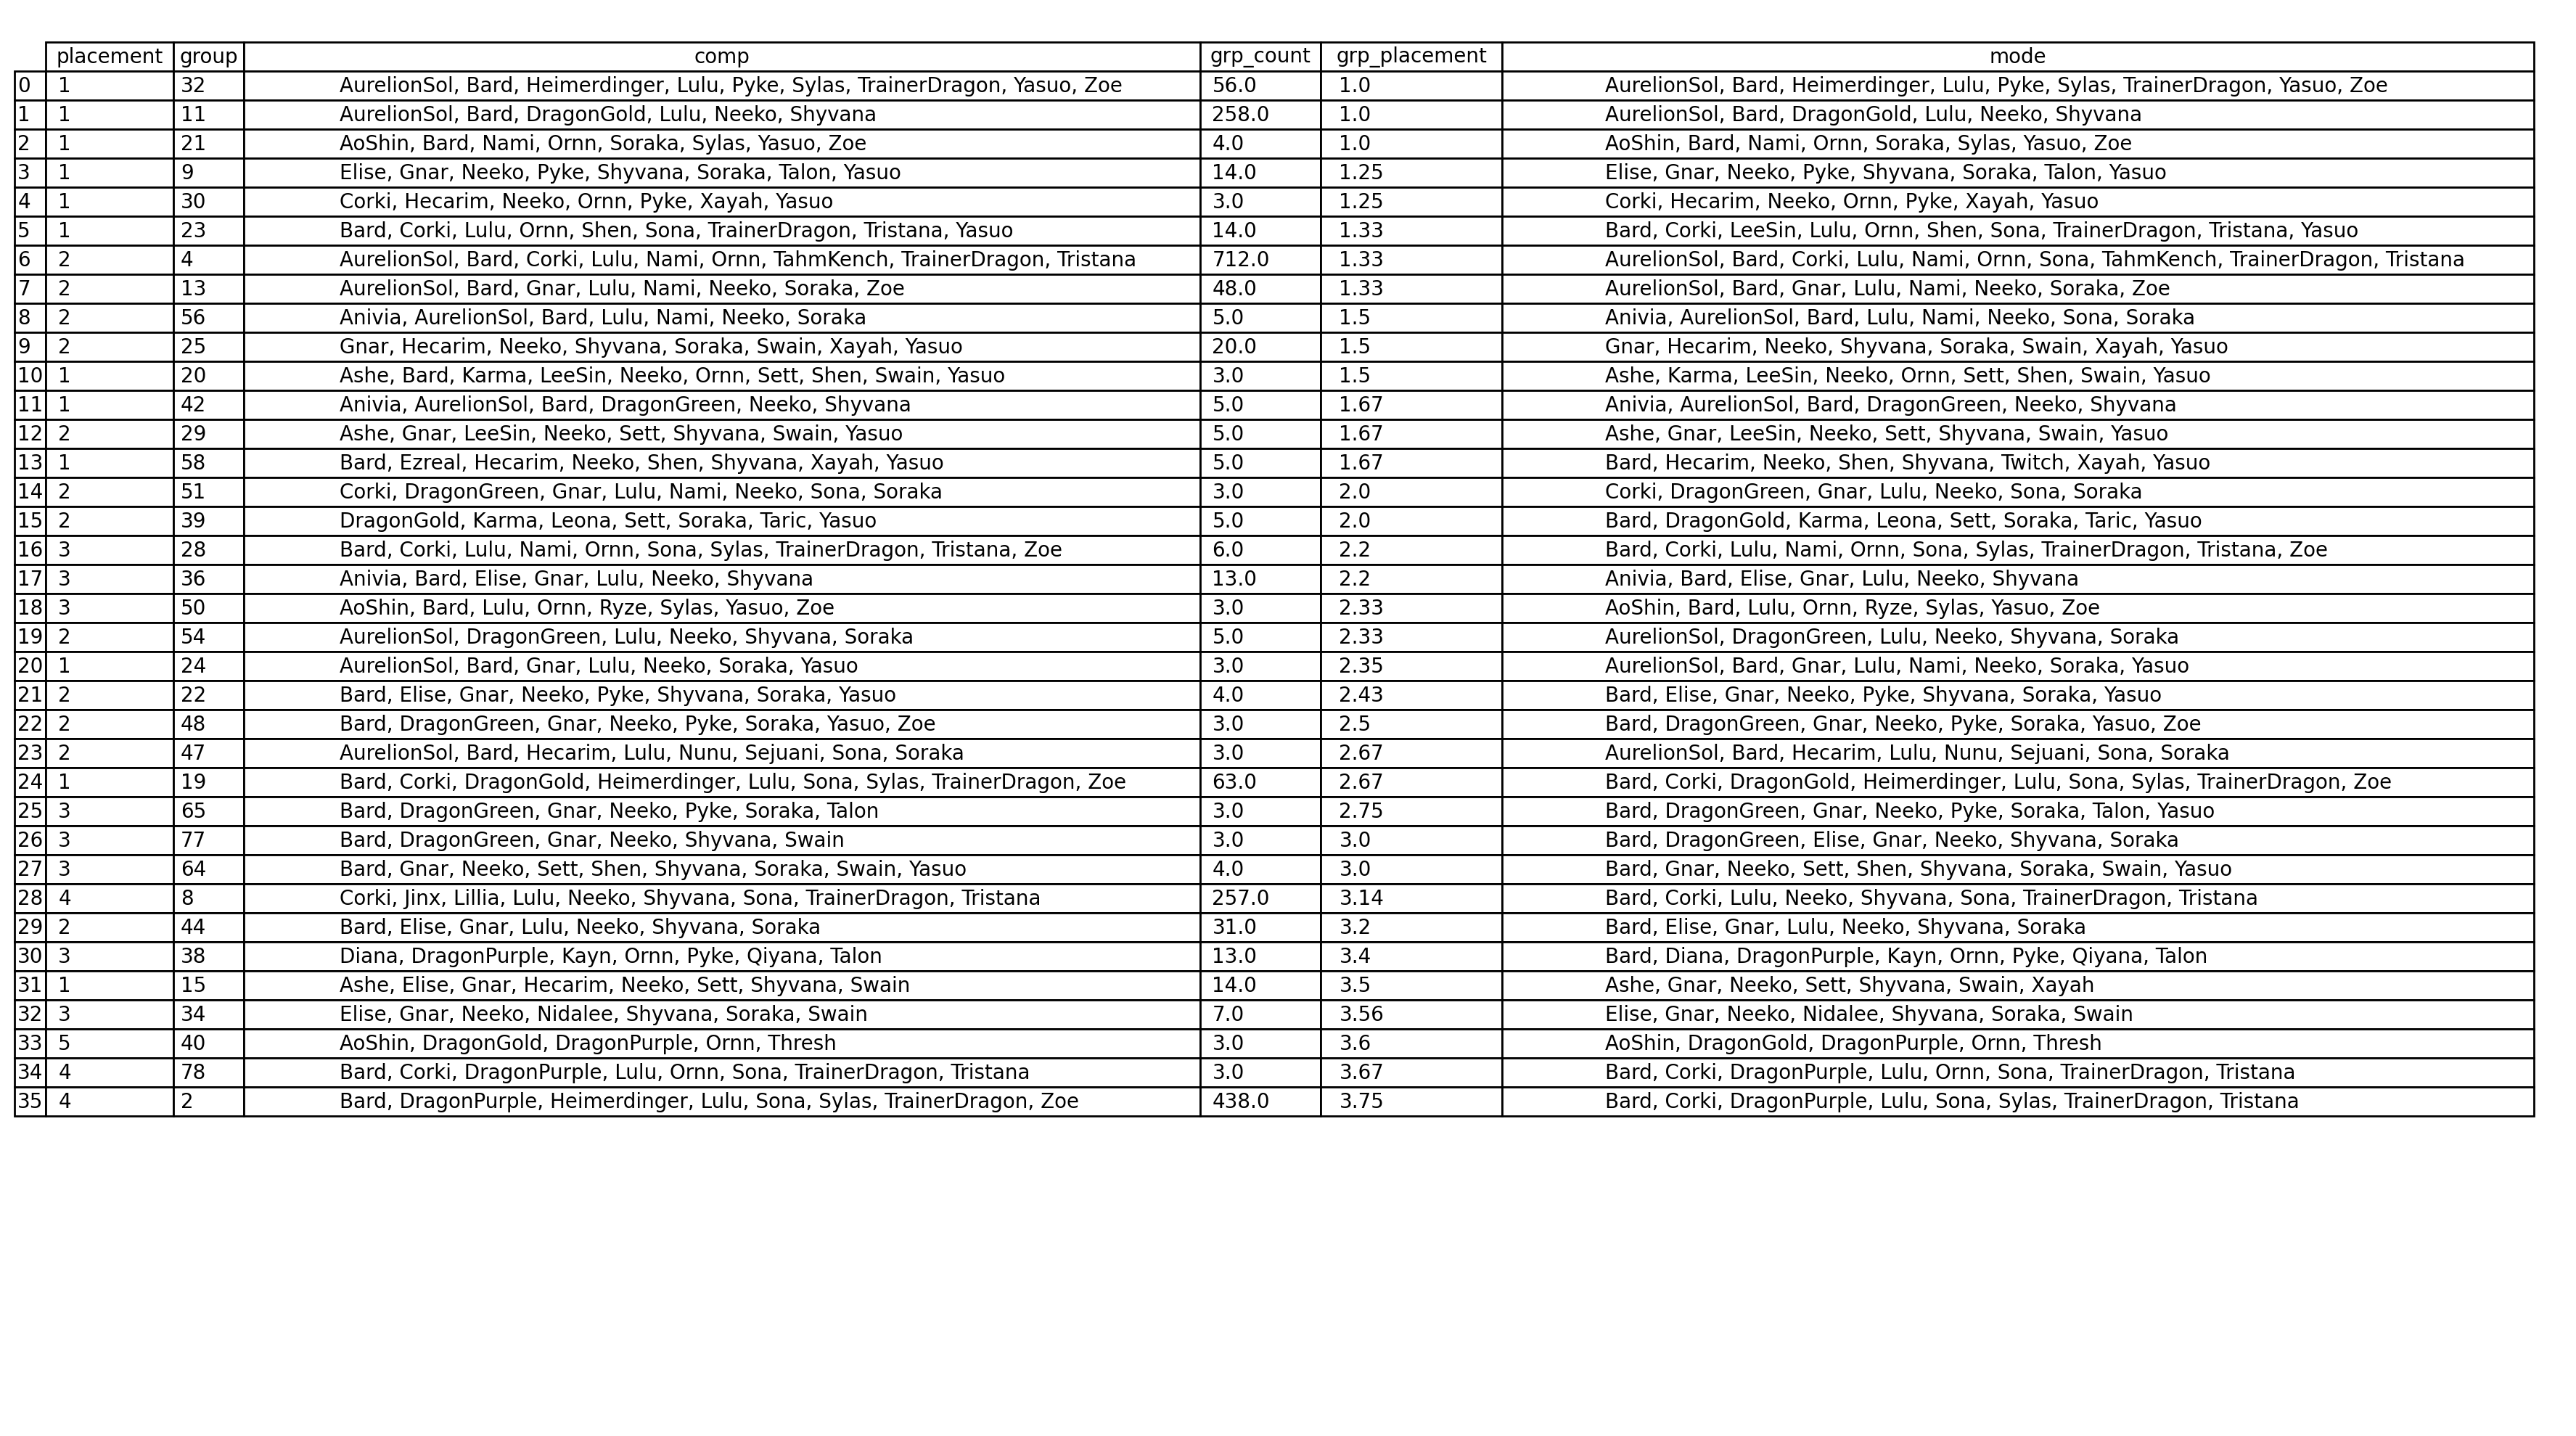 placement group comp grp_count grp_placement mode
0 1 32 AurelionSol, Bard, Heimerdinger, Lulu, Pyke, Sylas, TrainerDragon, Yasuo, Zoe 56.0 1.0 AurelionSol, Bard, Heimerdinger, Lulu, Pyke, Sylas, TrainerDragon, Yasuo, Zoe
1 1 11 AurelionSol, Bard, DragonGold, Lulu, Neeko, Shyvana 258.0 1.0 AurelionSol, Bard, DragonGold, Lulu, Neeko, Shyvana
2 1 21 AoShin, Bard, Nami, Ornn, Soraka, Sylas, Yasuo, Zoe 4.0 1.0 AoShin, Bard, Nami, Ornn, Soraka, Sylas, Yasuo, Zoe
3 1 9 Elise, Gnar, Neeko, Pyke, Shyvana, Soraka, Talon, Yasuo 14.0 1.25 Elise, Gnar, Neeko, Pyke, Shyvana, Soraka, Talon, Yasuo
4 1 30 Corki, Hecarim, Neeko, Ornn, Pyke, Xayah, Yasuo 3.0 1.25 Corki, Hecarim, Neeko, Ornn, Pyke, Xayah, Yasuo
5 1 23 Bard, Corki, Lulu, Ornn, Shen, Sona, TrainerDragon, Tristana, Yasuo 14.0 1.33 Bard, Corki, LeeSin, Lulu, Ornn, Shen, Sona, TrainerDragon, Tristana, Yasuo
6 2 4 AurelionSol, Bard, Corki, Lulu, Nami, Ornn, TahmKench, TrainerDragon, Tristana 712.0 1.33 AurelionSol, Bard, Corki, Lulu, Nami, Ornn, Sona, TahmKench, TrainerDragon, Tristana
7 2 13 AurelionSol, Bard, Gnar, Lulu, Nami, Neeko, Soraka, Zoe 48.0 1.33 AurelionSol, Bard, Gnar, Lulu, Nami, Neeko, Soraka, Zoe
8 2 56 Anivia, AurelionSol, Bard, Lulu, Nami, Neeko, Soraka 5.0 1.5 Anivia, AurelionSol, Bard, Lulu, Nami, Neeko, Sona, Soraka
9 2 25 Gnar, Hecarim, Neeko, Shyvana, Soraka, Swain, Xayah, Yasuo 20.0 1.5 Gnar, Hecarim, Neeko, Shyvana, Soraka, Swain, Xayah, Yasuo
10 1 20 Ashe, Bard, Karma, LeeSin, Neeko, Ornn, Sett, Shen, Swain, Yasuo 3.0 1.5 Ashe, Karma, LeeSin, Neeko, Ornn, Sett, Shen, Swain, Yasuo
11 1 42 Anivia, AurelionSol, Bard, DragonGreen, Neeko, Shyvana 5.0 1.67 Anivia, AurelionSol, Bard, DragonGreen, Neeko, Shyvana
12 2 29 Ashe, Gnar, LeeSin, Neeko, Sett, Shyvana, Swain, Yasuo 5.0 1.67 Ashe, Gnar, LeeSin, Neeko, Sett, Shyvana, Swain, Yasuo
13 1 58 Bard, Ezreal, Hecarim, Neeko, Shen, Shyvana, Xayah, Yasuo 5.0 1.67 Bard, Hecarim, Neeko, Shen, Shyvana, Twitch, Xayah, Yasuo
14 2 51 Corki, DragonGreen, Gnar, Lulu, Nami, Neeko, Sona, Soraka 3.0 2.0 Corki, DragonGreen, Gnar, Lulu, Neeko, Sona, Soraka
15 2 39 DragonGold, Karma, Leona, Sett, Soraka, Taric, Yasuo 5.0 2.0 Bard, DragonGold, Karma, Leona, Sett, Soraka, Taric, Yasuo
16 3 28 Bard, Corki, Lulu, Nami, Ornn, Sona, Sylas, TrainerDragon, Tristana, Zoe 6.0 2.2 Bard, Corki, Lulu, Nami, Ornn, Sona, Sylas, TrainerDragon, Tristana, Zoe
17 3 36 Anivia, Bard, Elise, Gnar, Lulu, Neeko, Shyvana 13.0 2.2 Anivia, Bard, Elise, Gnar, Lulu, Neeko, Shyvana
18 3 50 AoShin, Bard, Lulu, Ornn, Ryze, Sylas, Yasuo, Zoe 3.0 2.33 AoShin, Bard, Lulu, Ornn, Ryze, Sylas, Yasuo, Zoe
19 2 54 AurelionSol, DragonGreen, Lulu, Neeko, Shyvana, Soraka 5.0 2.33 AurelionSol, DragonGreen, Lulu, Neeko, Shyvana, Soraka
20 1 24 AurelionSol, Bard, Gnar, Lulu, Neeko, Soraka, Yasuo 3.0 2.35 AurelionSol, Bard, Gnar, Lulu, Nami, Neeko, Soraka, Yasuo
21 2 22 Bard, Elise, Gnar, Neeko, Pyke, Shyvana, Soraka, Yasuo 4.0 2.43 Bard, Elise, Gnar, Neeko, Pyke, Shyvana, Soraka, Yasuo
22 2 48 Bard, DragonGreen, Gnar, Neeko, Pyke, Soraka, Yasuo, Zoe 3.0 2.5 Bard, DragonGreen, Gnar, Neeko, Pyke, Soraka, Yasuo, Zoe
23 2 47 AurelionSol, Bard, Hecarim, Lulu, Nunu, Sejuani, Sona, Soraka 3.0 2.67 AurelionSol, Bard, Hecarim, Lulu, Nunu, Sejuani, Sona, Soraka
24 1 19 Bard, Corki, DragonGold, Heimerdinger, Lulu, Sona, Sylas, TrainerDragon, Zoe 63.0 2.67 Bard, Corki, DragonGold, Heimerdinger, Lulu, Sona, Sylas, TrainerDragon, Zoe
25 3 65 Bard, DragonGreen, Gnar, Neeko, Pyke, Soraka, Talon 3.0 2.75 Bard, DragonGreen, Gnar, Neeko, Pyke, Soraka, Talon, Yasuo
26 3 77 Bard, DragonGreen, Gnar, Neeko, Shyvana, Swain 3.0 3.0 Bard, DragonGreen, Elise, Gnar, Neeko, Shyvana, Soraka
27 3 64 Bard, Gnar, Neeko, Sett, Shen, Shyvana, Soraka, Swain, Yasuo 4.0 3.0 Bard, Gnar, Neeko, Sett, Shen, Shyvana, Soraka, Swain, Yasuo
28 4 8 Corki, Jinx, Lillia, Lulu, Neeko, Shyvana, Sona, TrainerDragon, Tristana 257.0 3.14 Bard, Corki, Lulu, Neeko, Shyvana, Sona, TrainerDragon, Tristana
29 2 44 Bard, Elise, Gnar, Lulu, Neeko, Shyvana, Soraka 31.0 3.2 Bard, Elise, Gnar, Lulu, Neeko, Shyvana, Soraka
30 3 38 Diana, DragonPurple, Kayn, Ornn, Pyke, Qiyana, Talon 13.0 3.4 Bard, Diana, DragonPurple, Kayn, Ornn, Pyke, Qiyana, Talon
31 1 15 Ashe, Elise, Gnar, Hecarim, Neeko, Sett, Shyvana, Swain 14.0 3.5 Ashe, Gnar, Neeko, Sett, Shyvana, Swain, Xayah
32 3 34 Elise, Gnar, Neeko, Nidalee, Shyvana, Soraka, Swain 7.0 3.56 Elise, Gnar, Neeko, Nidalee, Shyvana, Soraka, Swain
33 5 40 AoShin, DragonGold, DragonPurple, Ornn, Thresh 3.0 3.6 AoShin, DragonGold, DragonPurple, Ornn, Thresh
34 4 78 Bard, Corki, DragonPurple, Lulu, Ornn, Sona, TrainerDragon, Tristana 3.0 3.67 Bard, Corki, DragonPurple, Lulu, Ornn, Sona, TrainerDragon, Tristana
35 4 2 Bard, DragonPurple, Heimerdinger, Lulu, Sona, Sylas, TrainerDragon, Zoe 438.0 3.75 Bard, Corki, DragonPurple, Lulu, Sona, Sylas, TrainerDragon, Tristana